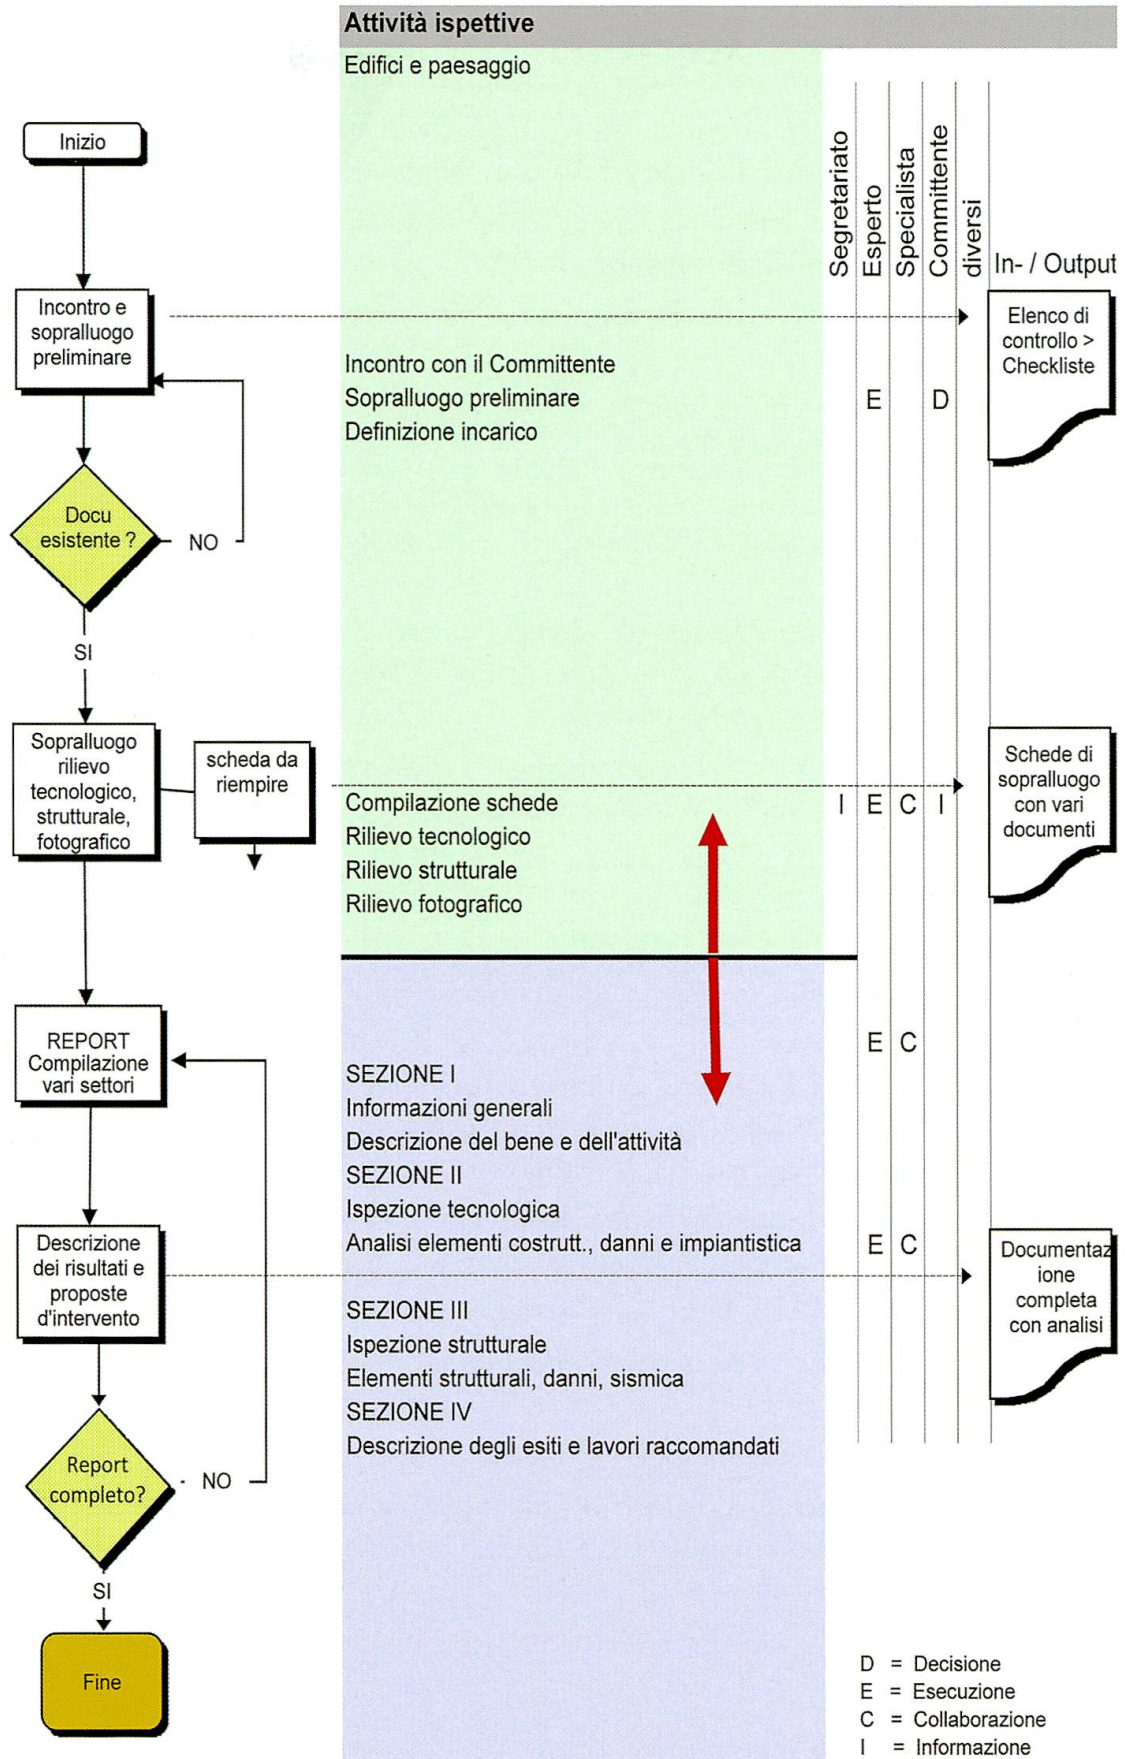 Attività ispettive
Edifici e paesaggio
Segretariato
Esperto
Specialista
Committente
diversi
In- / Output
Inizio
Incontro e
sopralluogo
preliminare
Elenco di
controllo >
Checkliste
Incontro con il Committente
Sopralluogo preliminare
E D
Definizione incarico
Docu
esistente ?
NO
SI
Sopralluogo
rilievo
tecnologico,
strutturale,
fotografico
scheda da
riempire
Compilazione schede
I E C I
Rilievo tecnologico
Rilievo strutturale
Rilievo fotografico
Schede di
sopralluogo
con vari
documenti
REPORT
Compilazione
vari settori
E C
SEZIONE I
Informazioni generali
Descrizione del bene e dell'attività
SEZIONE II
Ispezione tecnologica
Analisi elementi costrutt., danni e impiantistica
E C
Descrizione
dei risultati e
proposte
d'intervento
Documentaz
ione
completa
con analisi
SEZIONE III
Ispezione strutturale
Elementi strutturali, danni, sismica
SEZIONE IV
Descrizione degli esiti e lavori raccomandati
Report
completo?
NO
SI
Fine
D = Decisione
E = Esecuzione
C = Collaborazione
I = Informazione